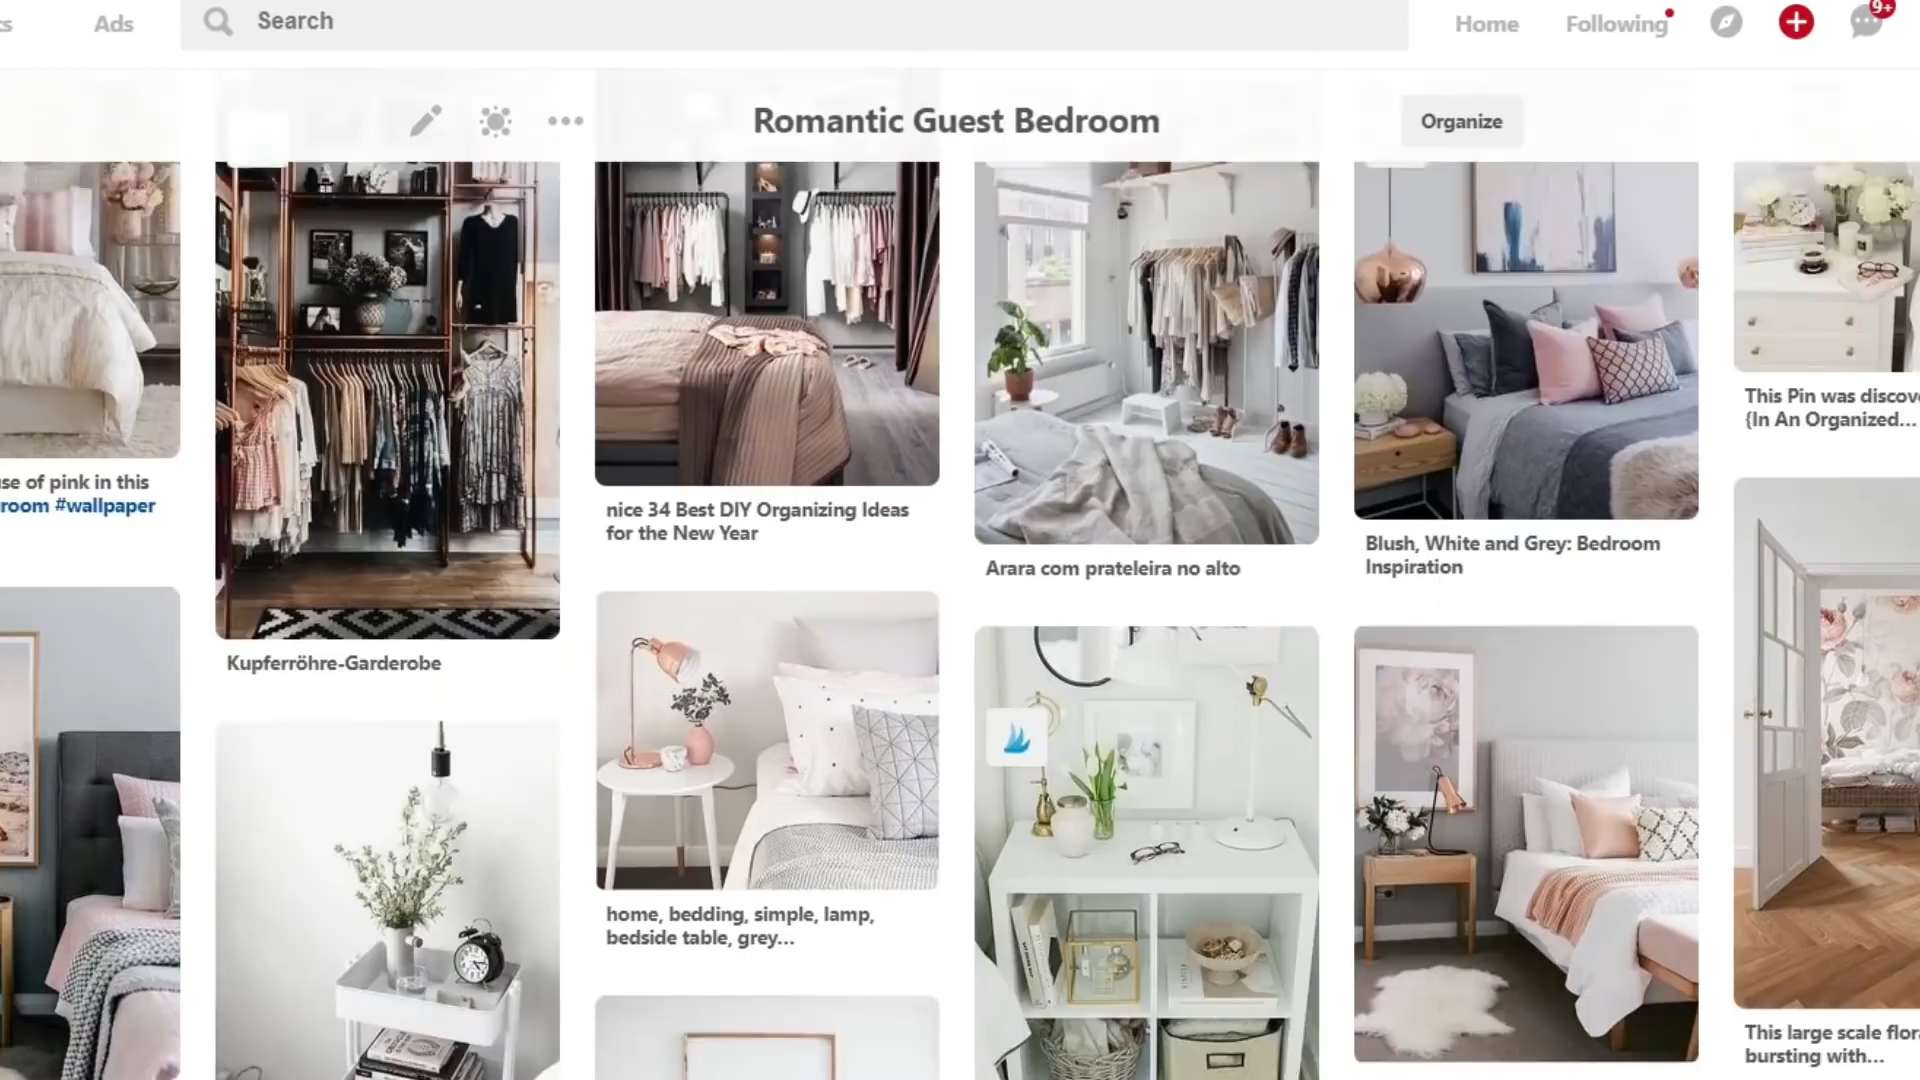 Ads
Search
Home
Following
9+
Romantic Guest Bedroom
Organize
se of pink in this
room #wallpaper
Kupferröhre-Garderobe
nice 34 Best DIY Organizing Ideas
for the New Year
home, bedding, simple, lamp,
bedside table, grey...
Arara com prateleira no alto
Blush, White and Grey: Bedroom
Inspiration
This Pin was discov
{In An Organized...
This large scale flor
bursting with...